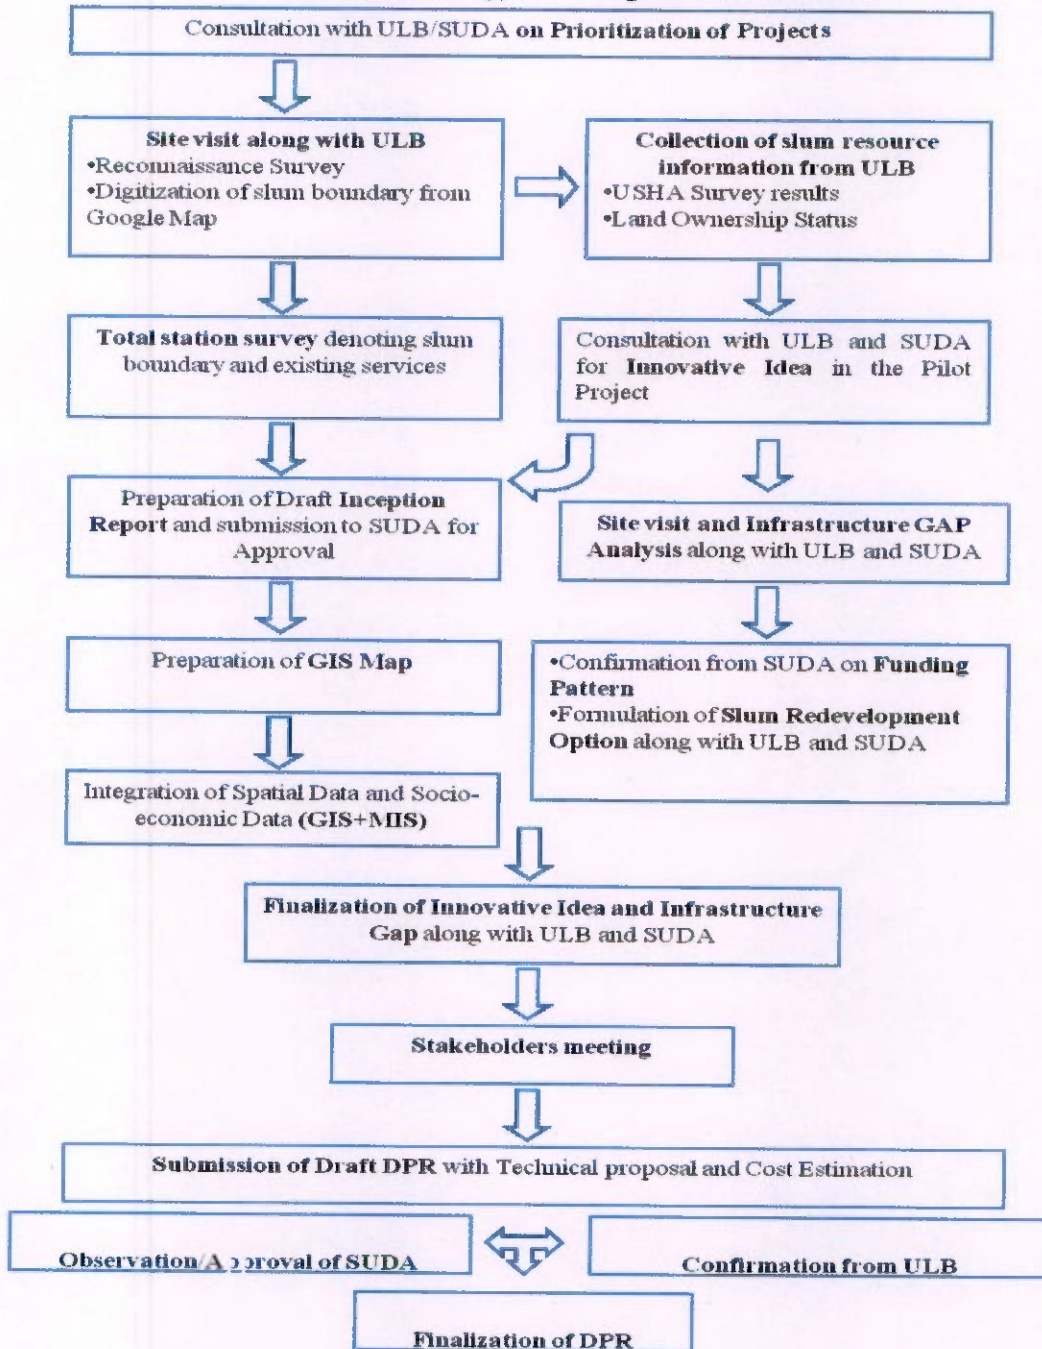 Consultation with ULB/SUDA on Prioritization of Projects
Site visit along with ULB
•Reconnaissance Survey
•Digitization of slum boundary from
Google Map
Collection of slum resource
information from ULB
•USHA Survey results
•Land Ownership Status
Total station survey denoting slum
boundary and existing services
Consultation with ULB and SUDA
for Innovative Idea in the Pilot
Project
Preparation of Draft Inception
Report and submission to SUDA for
Approval
Site visit and Infrastructure GAP
Analysis along with ULB and SUDA
Preparation of GIS Map
•Confirmation from SUDA on Funding
Pattern
•Formulation of Slum Redevelopment
Option along with ULB and SUDA
Integration of Spatial Data and Socio-
economic Data (GIS+MIS)
Finalization of Innovative Idea and Infrastructure
Gap along with ULB and SUDA
Stakeholders meeting
Submission of Draft DPR with Technical proposal and Cost Estimation
Observation/Approval of SUDA
Confirmation from ULB
Finalization of DPR